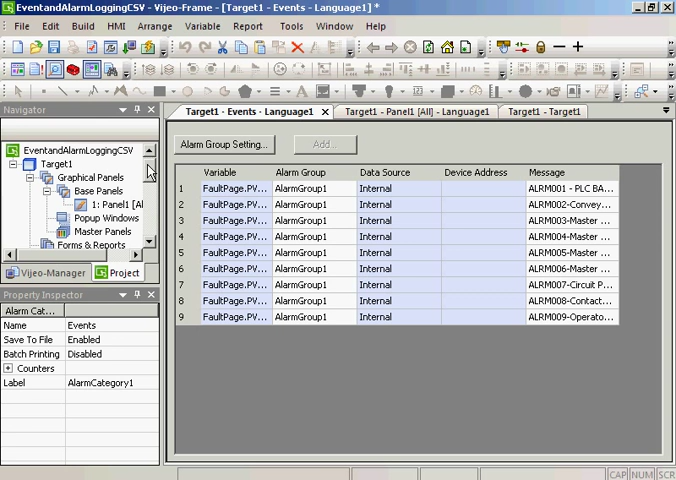 EventandAlarmLoggingCSV - Vijeo-Frame - [Target1 - Events - Language1] *
File Edit Build HMI Arrange Variable Report Tools Window Help
Navigator
EventandAlarmLoggingCSV
Target1
Graphical Panels
Base Panels
1: Panel1 [Al
Popup Windows
Master Panels
Forms & Reports
Vijeo-Manager Project
Property Inspector
Alarm Cat...
Name Events
Save To File Enabled
Batch Printing Disabled
Counters
Label AlarmCategory1
Target1 - Events - Language1 Target1 - Panel1 [All] - Language1 Target1 - Target1
Alarm Group Setting... Add...
Variable Alarm Group Data Source Device Address Message
1 FaultPage.PV... AlarmGroup1 Internal ALRM001 - PLC BA...
2 FaultPage.PV... AlarmGroup1 Internal ALRM002-Convey...
3 FaultPage.PV... AlarmGroup1 Internal ALRM003-Master ...
4 FaultPage.PV... AlarmGroup1 Internal ALRM004-Master ...
5 FaultPage.PV... AlarmGroup1 Internal ALRM005-Master ...
6 FaultPage.PV... AlarmGroup1 Internal ALRM006-Master ...
7 FaultPage.PV... AlarmGroup1 Internal ALRM007-Circuit P...
8 FaultPage.PV... AlarmGroup1 Internal ALRM008-Contact...
9 FaultPage.PV... AlarmGroup1 Internal ALRM009-Operato...
CAP NUM SCR